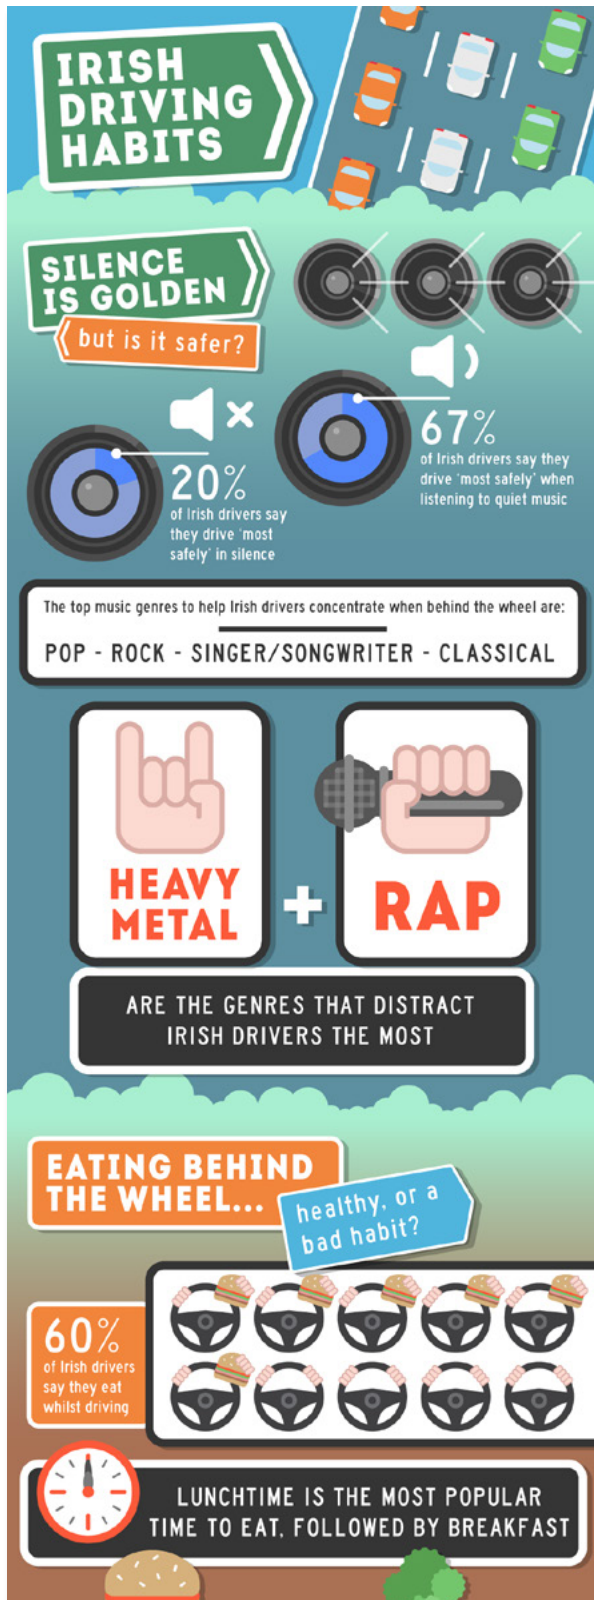 IRISH
DRIVING
HABITS
SILENCE
IS GOLDEN
but is it safer?
67%
of Irish drivers say they
drive 'most safely' when
listening to quiet music
20%
of Irish drivers say
they drive 'most
safely' in silence
The top music genres to help Irish drivers concentrate when behind the wheel are:
POP - ROCK - SINGER/SONGWRITER - CLASSICAL
HEAVY
METAL
+
RAP
ARE THE GENRES THAT DISTRACT
IRISH DRIVERS THE MOST
EATING BEHIND
THE WHEEL...
healthy, or a
bad habit?
60%
of Irish drivers
say they eat
whilst driving
LUNCHTIME IS THE MOST POPULAR
TIME TO EAT, FOLLOWED BY BREAKFAST